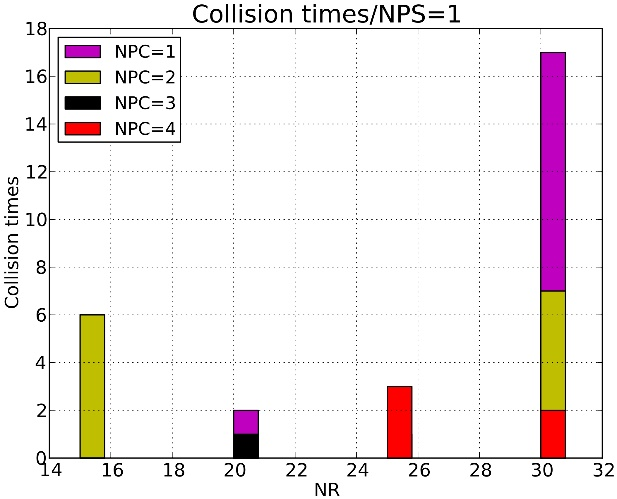 Collision times/NPS=1
NPC=1
NPC=2
NPC=3
NPC=4
Collision times
18
16
14
12
10
8
6
4
2
0
14 16 18 20 22 24 26 28 30 32
NR